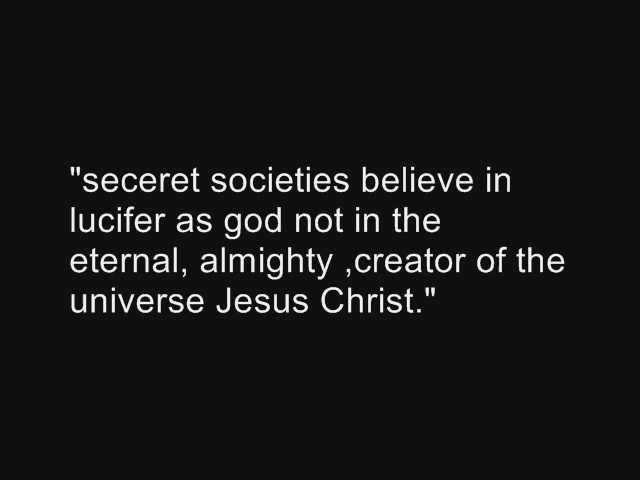 "seceret societies believe in
lucifer as god not in the
eternal, almighty ,creator of the
universe Jesus Christ."